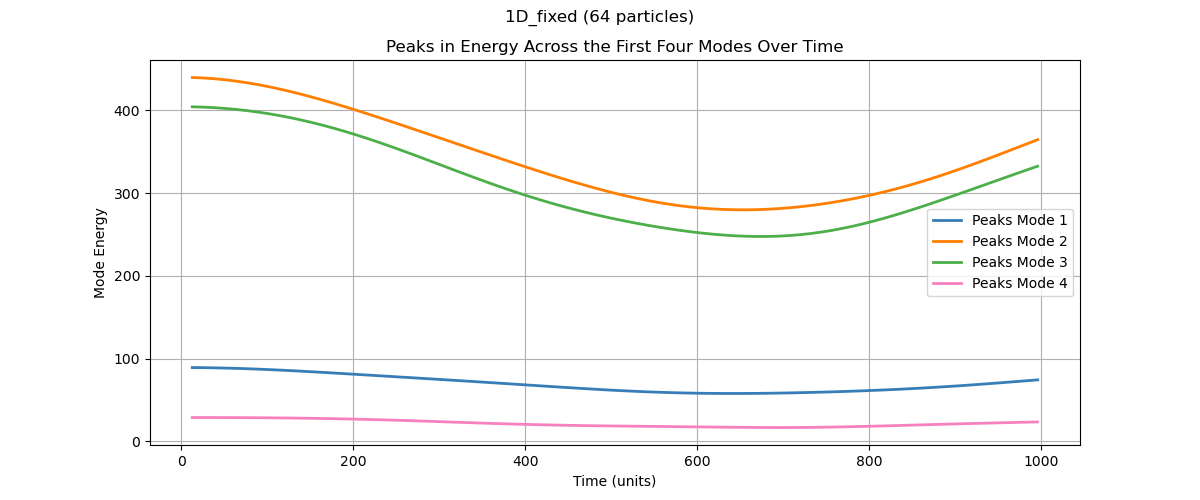 1D_fixed (64 particles)
Peaks in Energy Across the First Four Modes Over Time
Mode Energy
400
300
200
100
0
Peaks Mode 1
Peaks Mode 2
Peaks Mode 3
Peaks Mode 4
0 200 400 600 800 1000
Time (units)